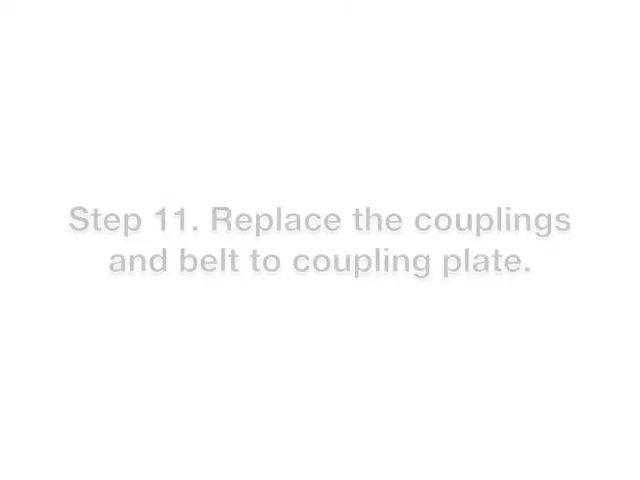 Step 11. Replace the couplings
and belt to coupling plate.